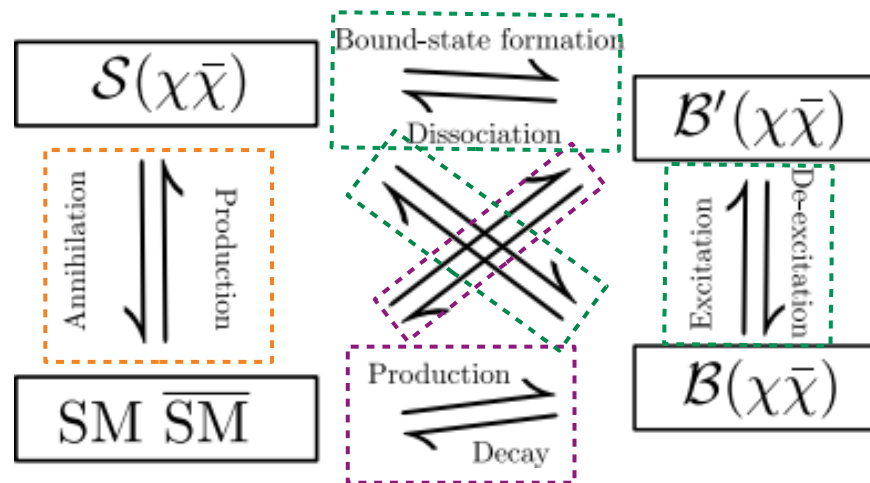 Bound-state formation
𝒮(χχ̄)
ℬ′(χχ̄)
Dissociation
Annihilation
Production
Excitation
De-excitation
Production
SM S̅M̅
ℬ(χχ̄)
Decay